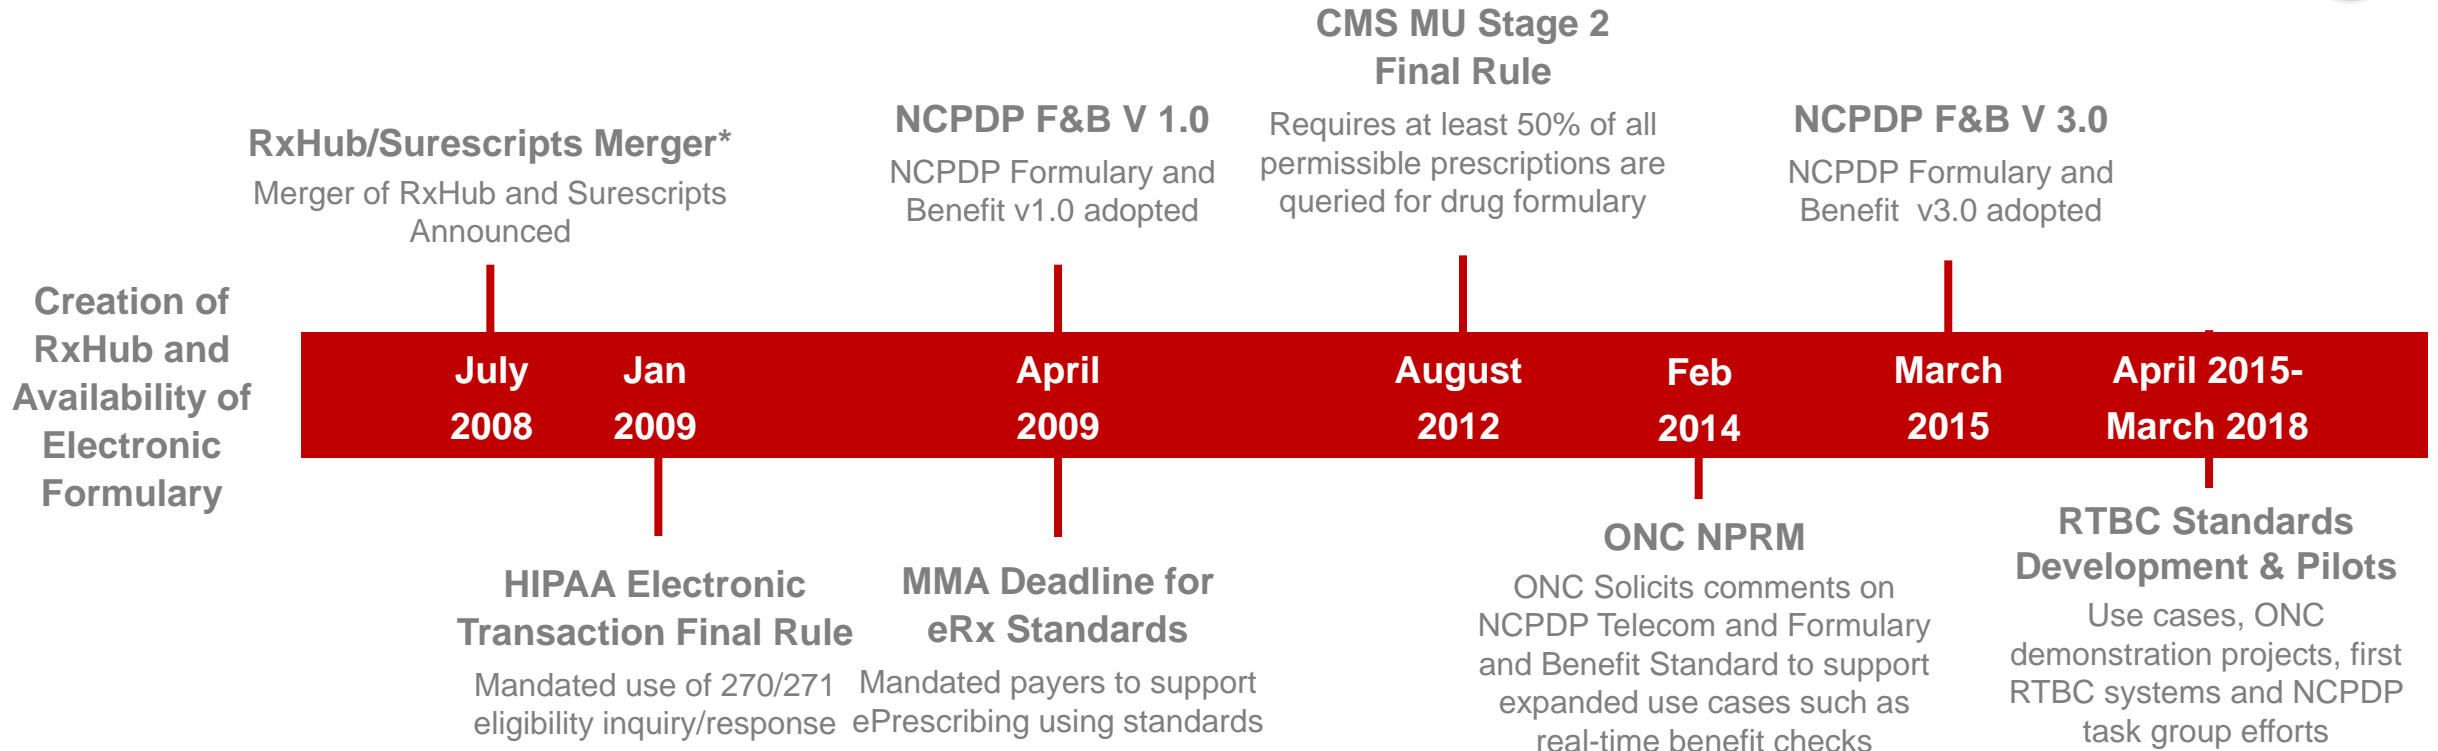 Creation of
RxHub and
Availability of
Electronic
Formulary
RxHub/Surescripts Merger*
Merger of RxHub and Surescripts
Announced
NCPDP F&B V 1.0
NCPDP Formulary and
Benefit v1.0 adopted
CMS MU Stage 2
Final Rule
Requires at least 50% of all
permissible prescriptions are
queried for drug formulary
NCPDP F&B V 3.0
NCPDP Formulary and
Benefit v3.0 adopted
July
2008
Jan
2009
April
2009
August
2012
Feb
2014
March
2015
April 2015-
March 2018
HIPAA Electronic
Transaction Final Rule
Mandated use of 270/271
eligibility inquiry/response
MMA Deadline for
eRx Standards
Mandated payers to support
ePrescribing using standards
ONC NPRM
ONC Solicits comments on
NCPDP Telecom and Formulary
and Benefit Standard to support
expanded use cases such as
real-time benefit checks
RTBC Standards
Development & Pilots
Use cases, ONC
demonstration projects, first
RTBC systems and NCPDP
task group efforts